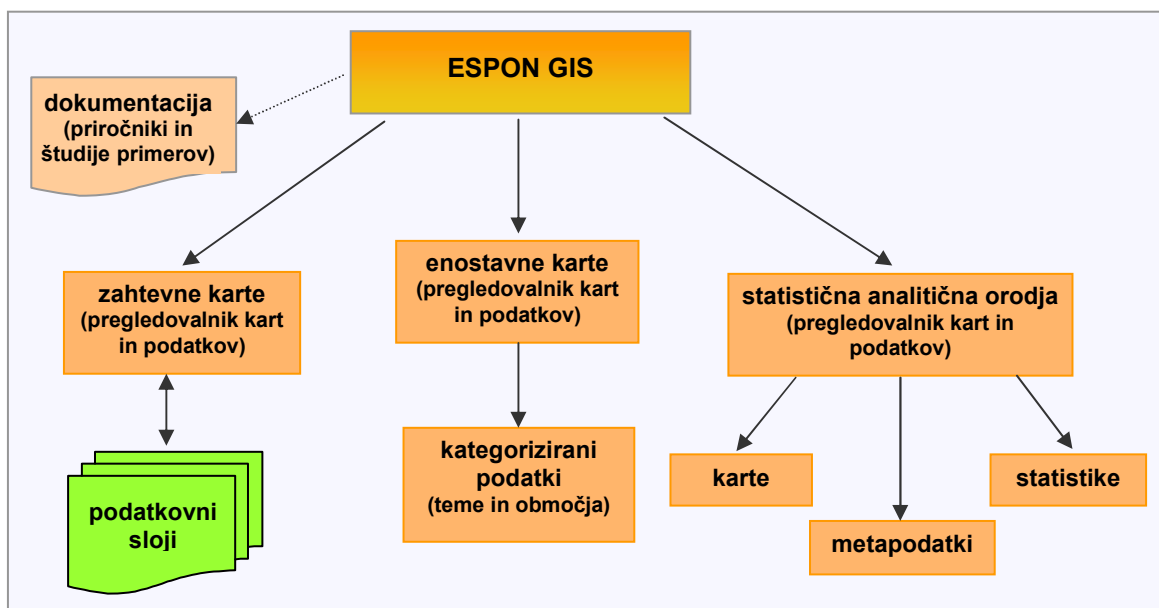 ESPON GIS
dokumentacija
(priročniki in
študije primerov)
zahtevne karte
(pregledovalnik kart
in podatkov)
enostavne karte
(pregledovalnik kart
in podatkov)
statistična analitična orodja
(pregledovalnik kart in
podatkov)
podatkovni
sloji
kategorizirani
podatki
(teme in območja)
karte
metapodatki
statistike